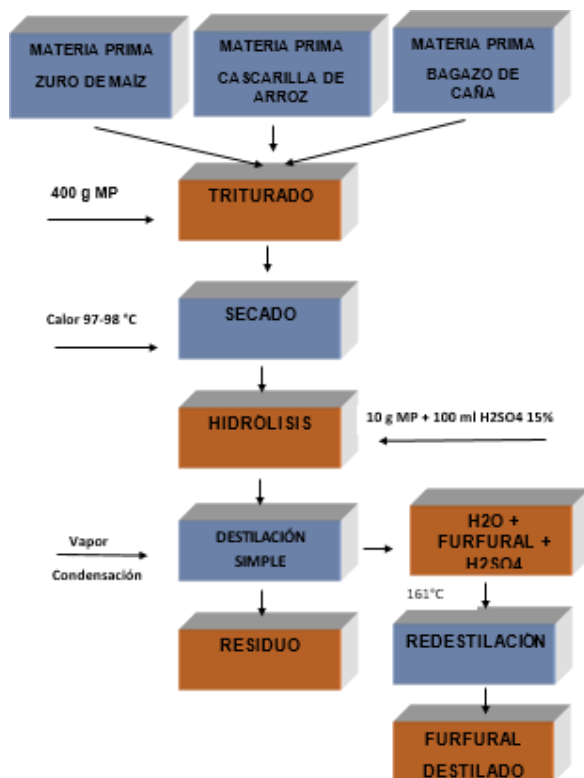 MATERIA PRIMA
ZURO DE MAÍZ
MATERIA PRIMA
CASCARILLA DE
ARROZ
MATERIA PRIMA
BAGAZO DE
CAÑA
400 g MP
TRITURADO
Calor 97-98 °C
SECADO
HIDRÓLISIS
10 g MP + 100 ml H2SO4 15%
Vapor
Condensación
DESTILACIÓN
SIMPLE
H2O +
FURFURAL +
H2SO4
161°C
RESIDUO
REDESTILACIÓN
FURFURAL
DESTILADO